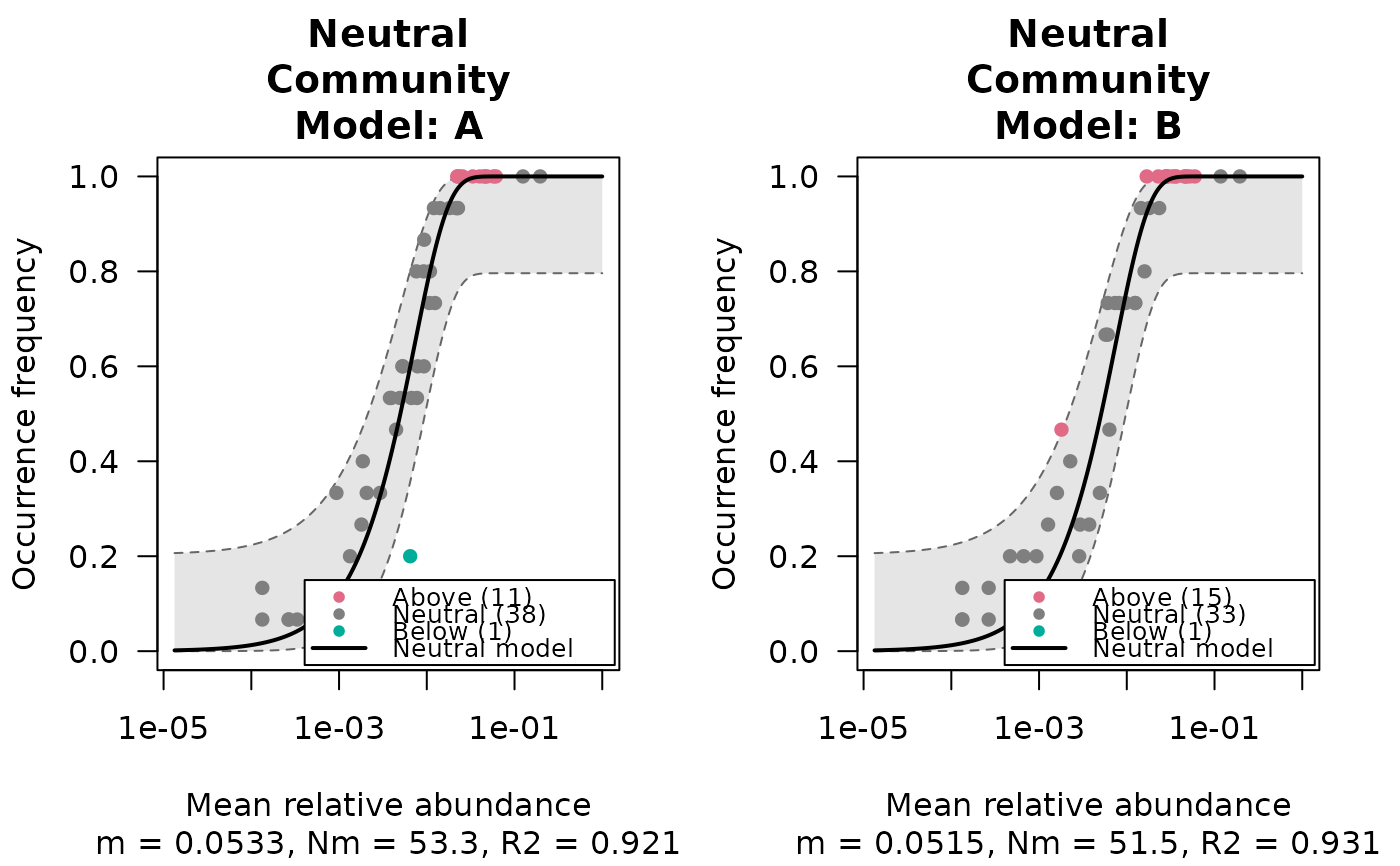 Neutral
Community
Model: A
Occurrence frequency
1.0
0.8
0.6
0.4
0.2
0.0
Above (11)
Neutral (38)
Below (1)
Neutral model
1e-05 1e-03 1e-01
Mean relative abundance
m = 0.0533, Nm = 53.3, R2 = 0.921
Neutral
Community
Model: B
Occurrence frequency
1.0
0.8
0.6
0.4
0.2
0.0
Above (15)
Neutral (33)
Below (1)
Neutral model
1e-05 1e-03 1e-01
Mean relative abundance
m = 0.0515, Nm = 51.5, R2 = 0.931